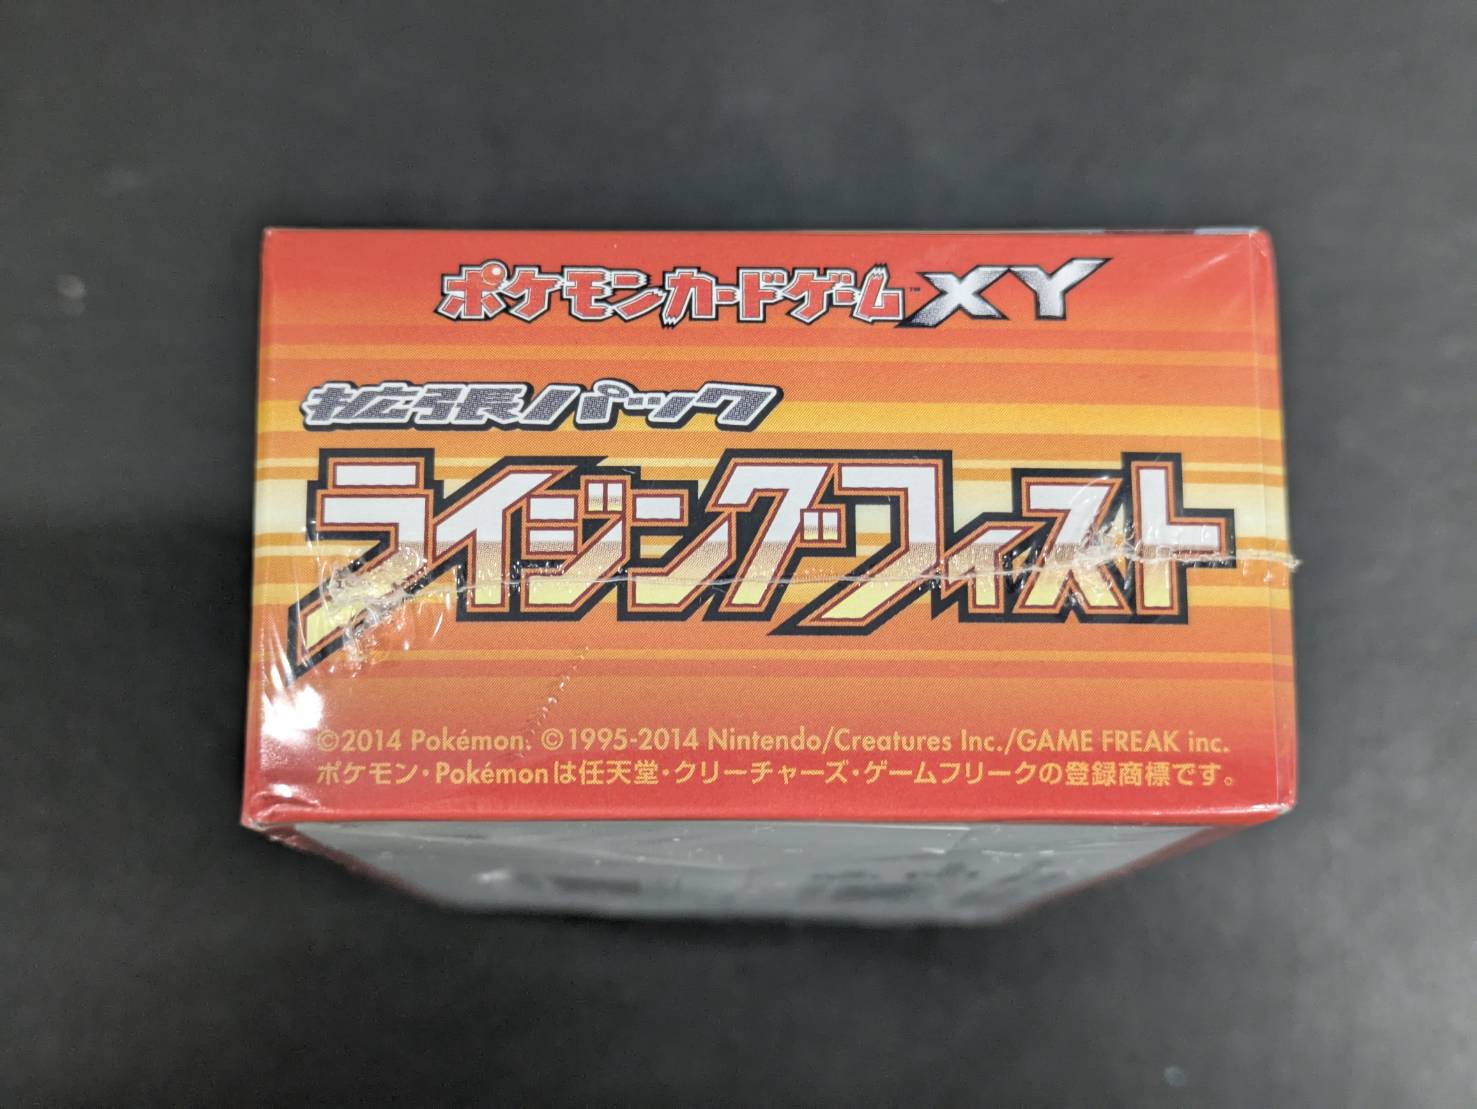 ポケモンカードゲーム™XY
拡張パック
ライジングフィスト
©2014 Pokémon. ©1995-2014 Nintendo/Creatures Inc./GAME FREAK inc.
ポケモン・Pokémonは任天堂・クリーチャーズ・ゲームフリークの登録商標です。